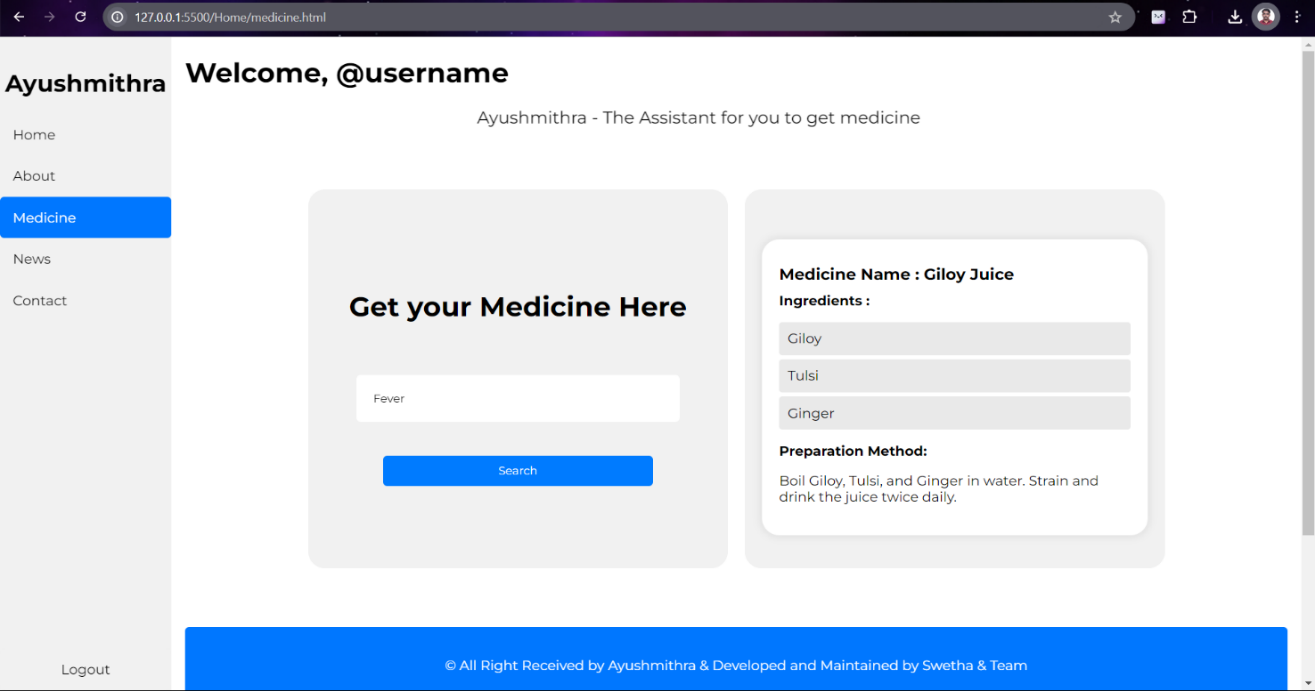 127.0.0.1:5500/Home/medicine.html
Ayushmithra
Home
About
Medicine
News
Contact
Logout
Welcome, @username
Ayushmithra - The Assistant for you to get medicine
Get your Medicine Here
Fever
Search
Medicine Name : Giloy Juice
Ingredients :
Giloy
Tulsi
Ginger
Preparation Method:
Boil Giloy, Tulsi, and Ginger in water. Strain and
drink the juice twice daily.
© All Right Received by Ayushmithra & Developed and Maintained by Swetha & Team